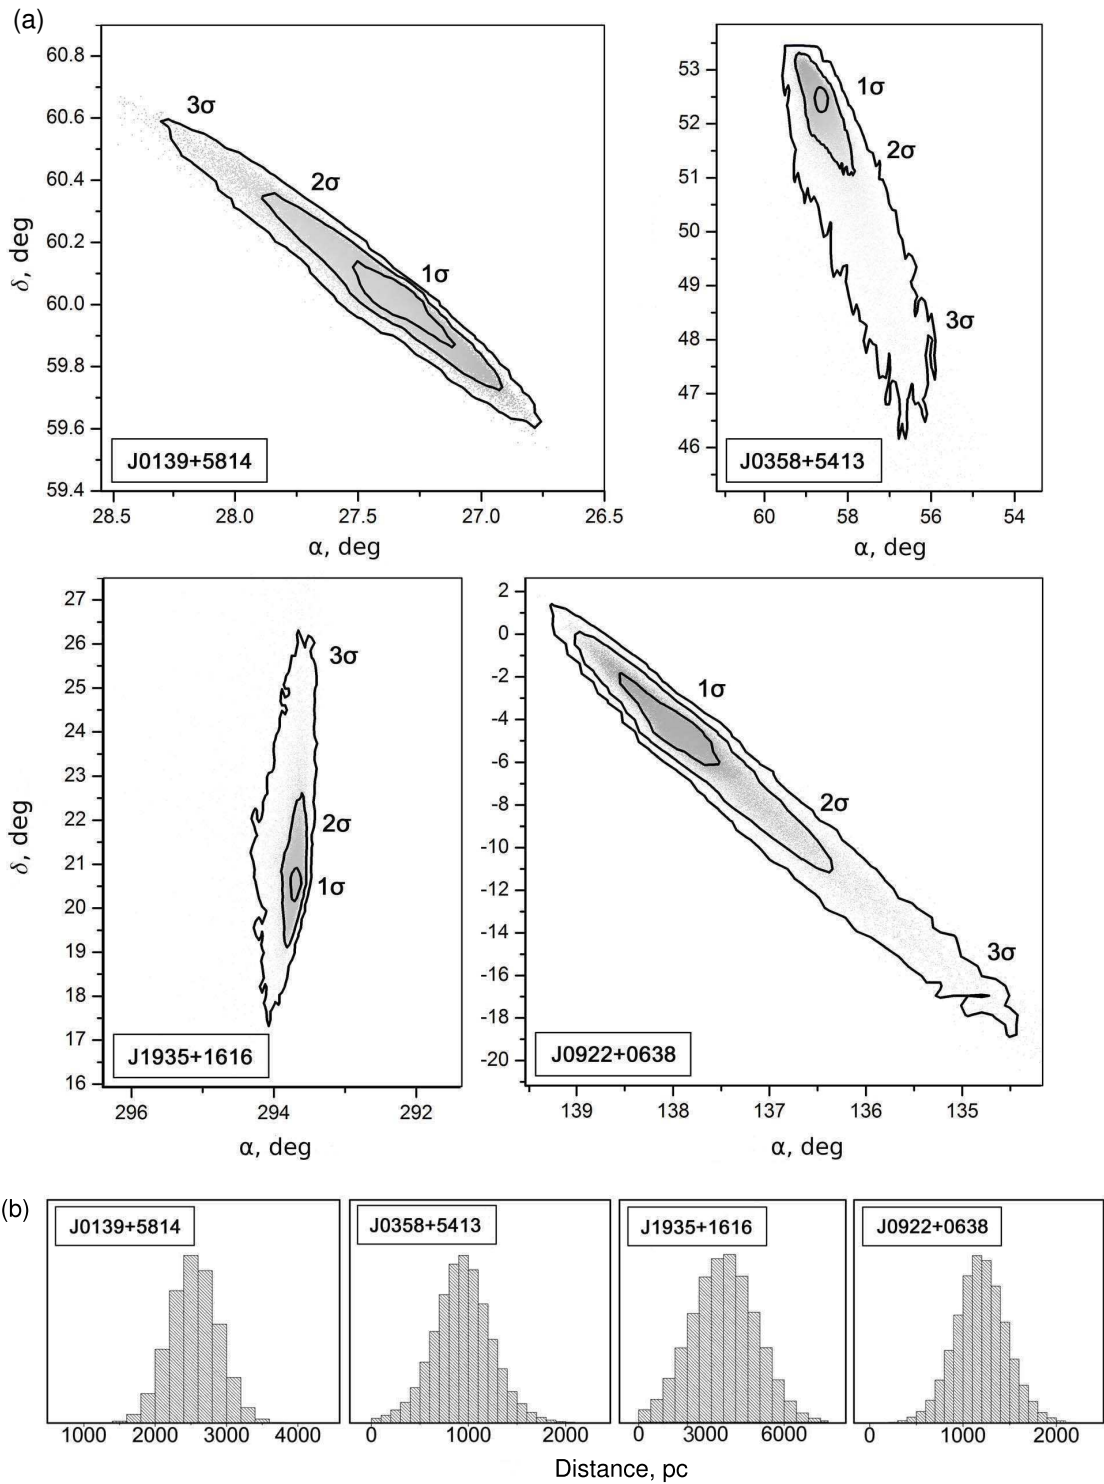 (a)
60.8
60.6
60.4
60.2
60.0
59.8
59.6
59.4
δ, deg
3σ
2σ
1σ
J0139+5814
28.5 28.0 27.5 27.0 26.5
α, deg
53
52
51
50
49
48
47
46
1σ
2σ
3σ
J0358+5413
60 58 56 54
α, deg
27
26
25
24
23
22
21
20
19
18
17
16
δ, deg
3σ
2σ
1σ
J1935+1616
296 294 292
α, deg
2
0
-2
-4
-6
-8
-10
-12
-14
-16
-18
-20
1σ
2σ
3σ
J0922+0638
139 138 137 136 135
α, deg
(b)
J0139+5814
J0358+5413
J1935+1616
J0922+0638
1000 2000 3000 4000
0 1000 2000
0 3000 6000
0 1000 2000
Distance, pc